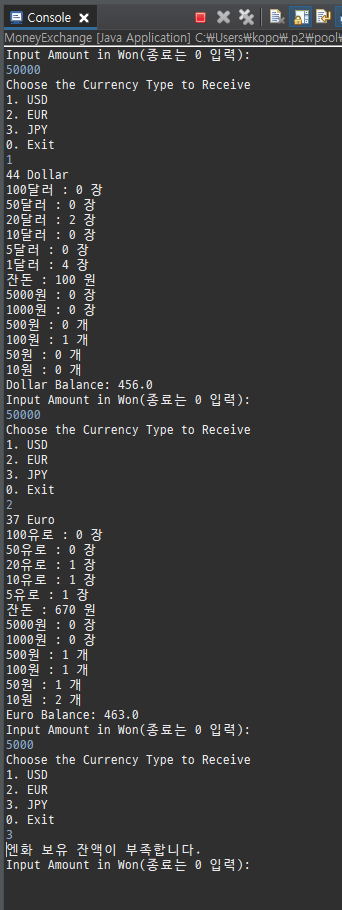 Console
MoneyExchange [Java Application] C:₩Users₩kopo₩.p2₩pool₩
Input Amount in Won(종료는 0 입력):
50000
Choose the Currency Type to Receive
1. USD
2. EUR
3. JPY
0. Exit
1
44 Dollar
100달러 : 0 장
50달러 : 0 장
20달러 : 2 장
10달러 : 0 장
5달러 : 0 장
1달러 : 4 장
잔돈 : 100 원
5000원 : 0 장
1000원 : 0 장
500원 : 0 개
100원 : 1 개
50원 : 0 개
10원 : 0 개
Dollar Balance: 456.0
Input Amount in Won(종료는 0 입력):
50000
Choose the Currency Type to Receive
1. USD
2. EUR
3. JPY
0. Exit
2
37 Euro
100유로 : 0 장
50유로 : 0 장
20유로 : 1 장
10유로 : 1 장
5유로 : 1 장
잔돈 : 670 원
5000원 : 0 장
1000원 : 0 장
500원 : 1 개
100원 : 1 개
50원 : 1 개
10원 : 2 개
Euro Balance: 463.0
Input Amount in Won(종료는 0 입력):
5000
Choose the Currency Type to Receive
1. USD
2. EUR
3. JPY
0. Exit
3
엔화 보유 잔액이 부족합니다.
Input Amount in Won(종료는 0 입력):